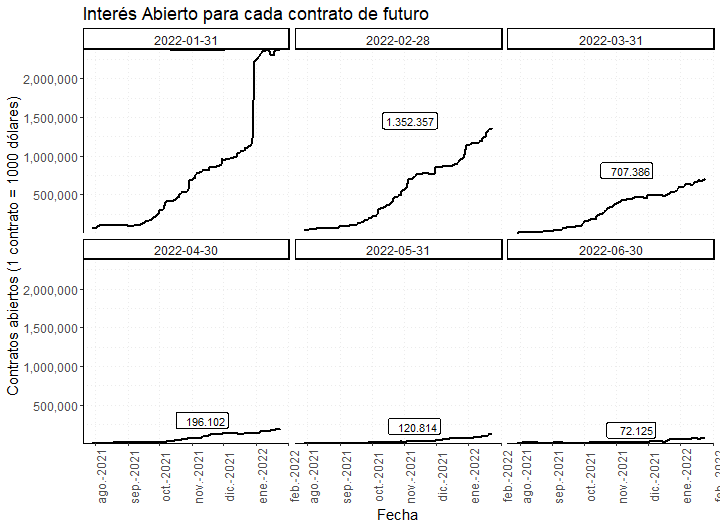 Interés Abierto para cada contrato de futuro
Contratos abiertos (1 contrato = 1000 dólares)
2022-01-31
2022-02-28
2022-03-31
2,000,000
1,500,000
1,000,000
500,000
1.352.357
707.386
2022-04-30
2022-05-31
2022-06-30
2,000,000
1,500,000
1,000,000
500,000
196.102
120.814
72.125
ago.-2021
sep.-2021
oct.-2021
nov.-2021
dic.-2021
ene.-2022
feb.-2022
ago.-2021
sep.-2021
oct.-2021
nov.-2021
dic.-2021
ene.-2022
feb.-2022
ago.-2021
sep.-2021
oct.-2021
nov.-2021
dic.-2021
ene.-2022
feb.-2022
Fecha